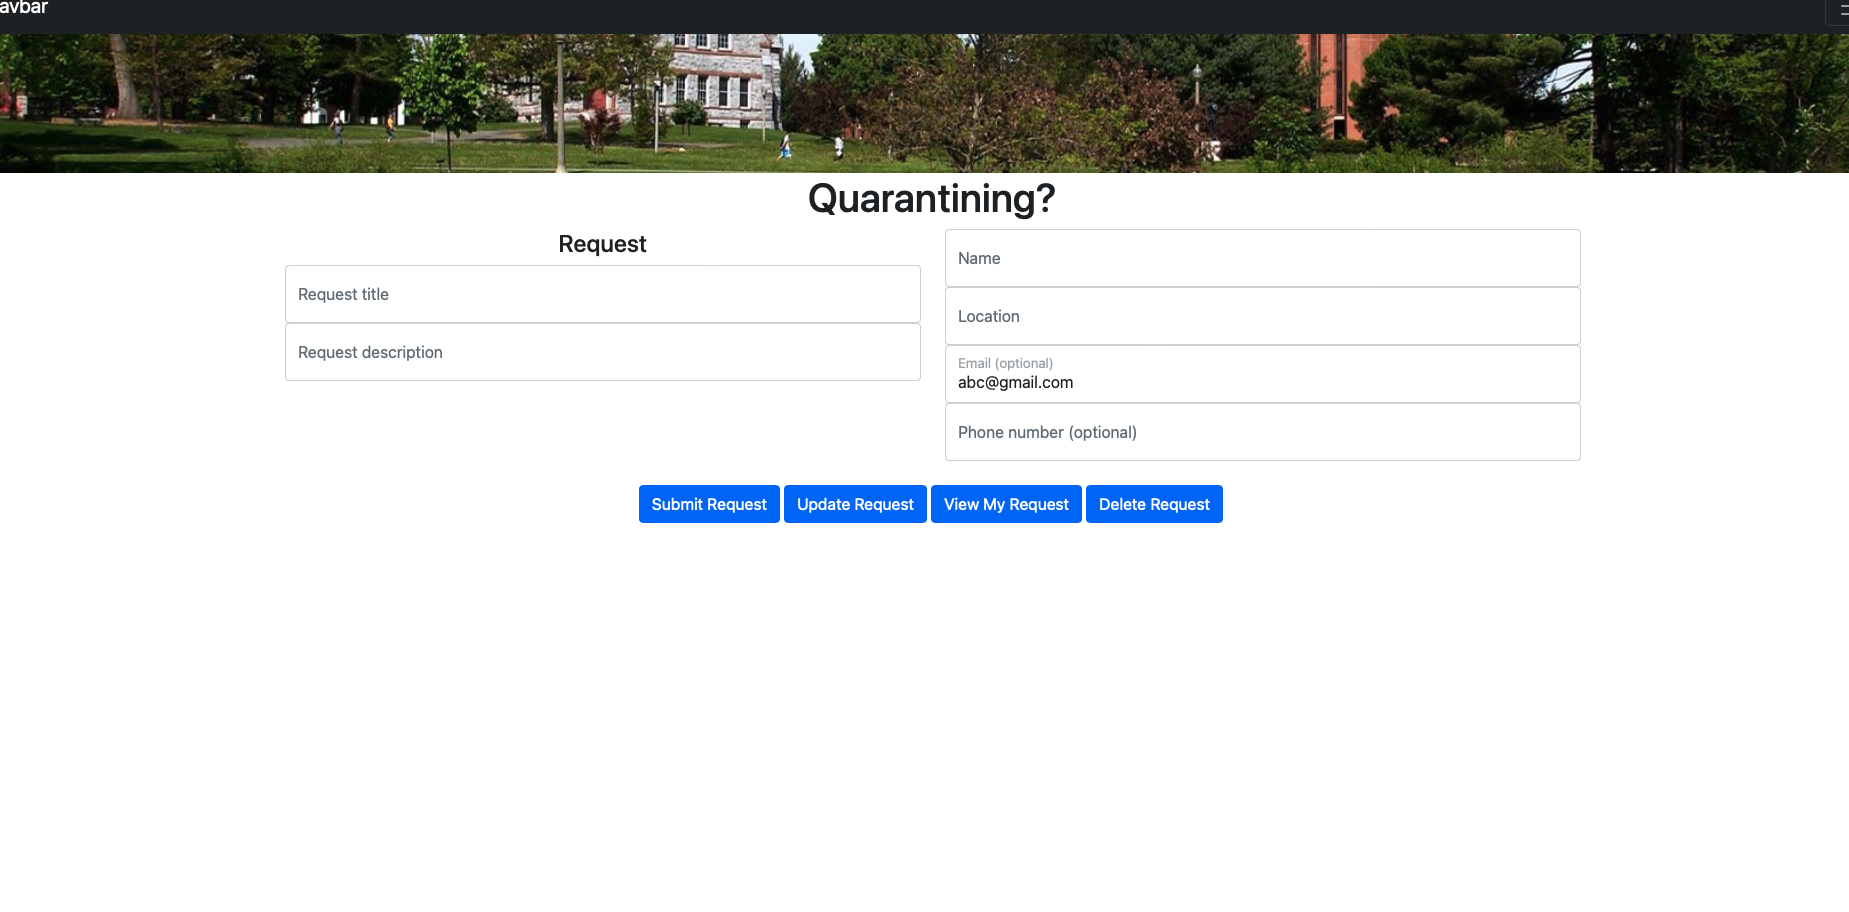 avbar
Quarantining?
Request
Request title
Request description
Name
Location
Email (optional)
abc@gmail.com
Phone number (optional)
Submit Request
Update Request
View My Request
Delete Request